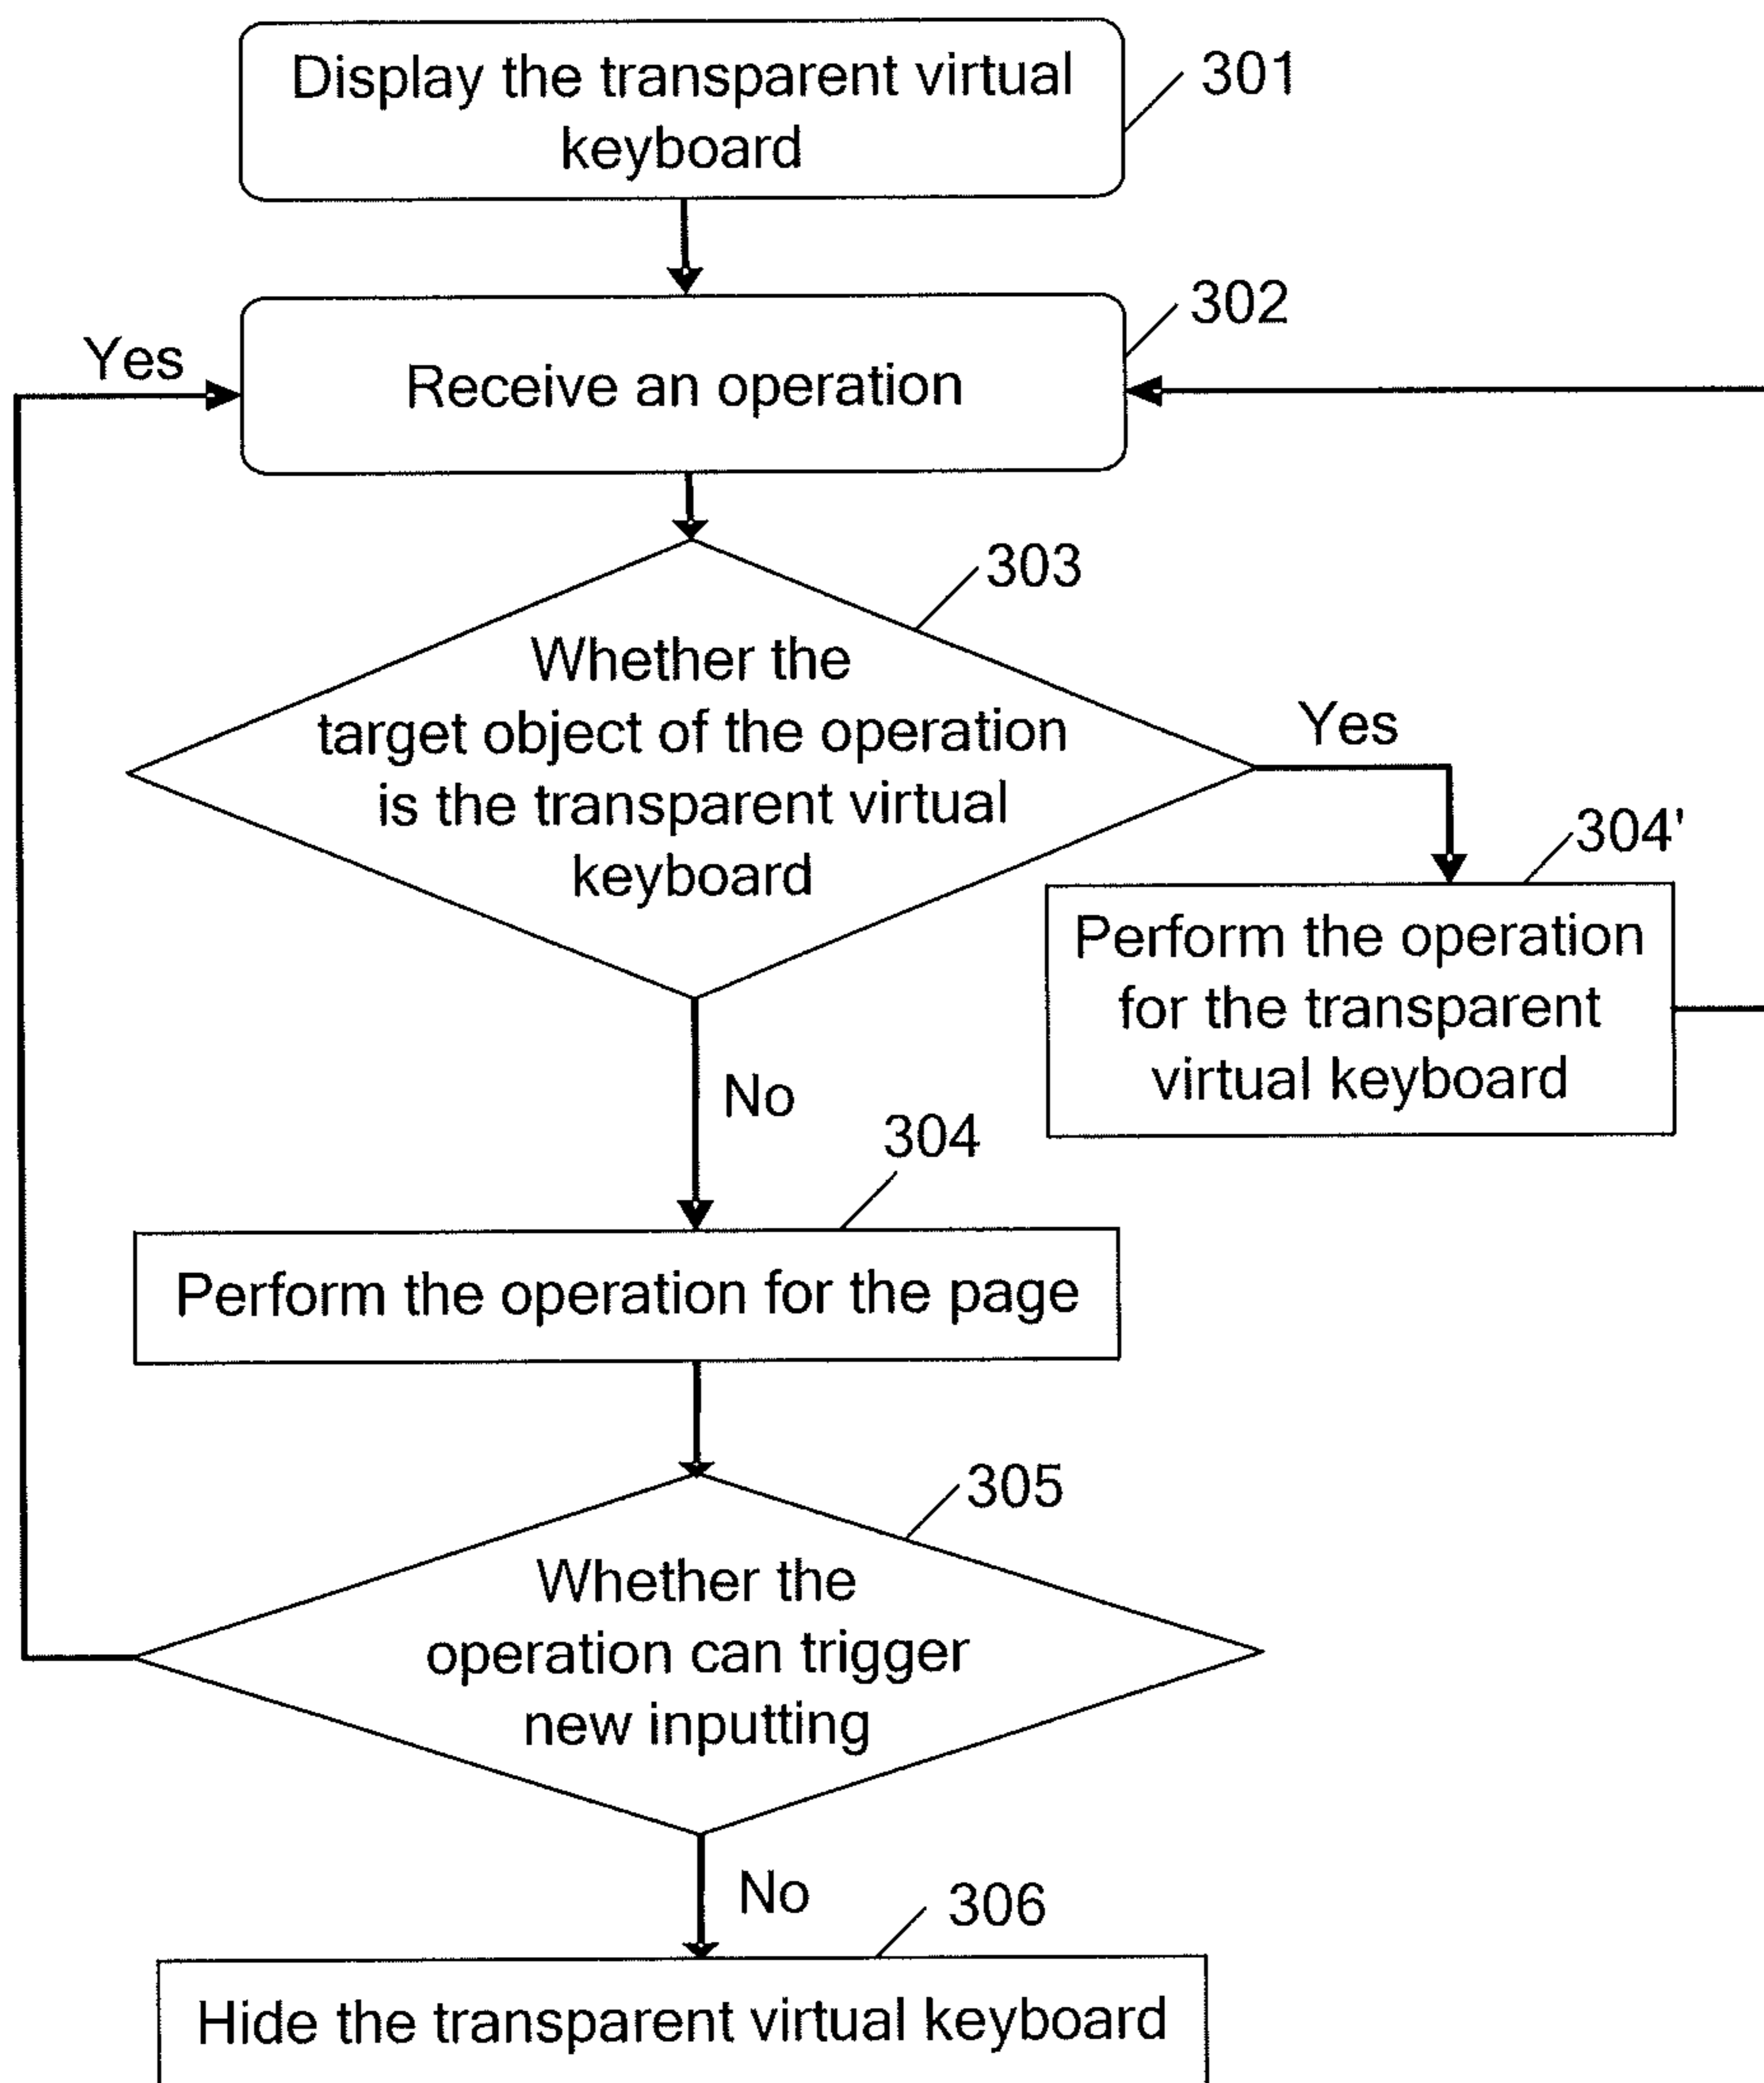 Display the transparent virtual
keyboard
301
302
Yes
Receive an operation
303
Whether the
target object of the operation
is the transparent virtual
keyboard
Yes
304'
Perform the operation
for the transparent
virtual keyboard
No
304
Perform the operation for the page
305
Whether the
operation can trigger
new inputting
No
306
Hide the transparent virtual keyboard